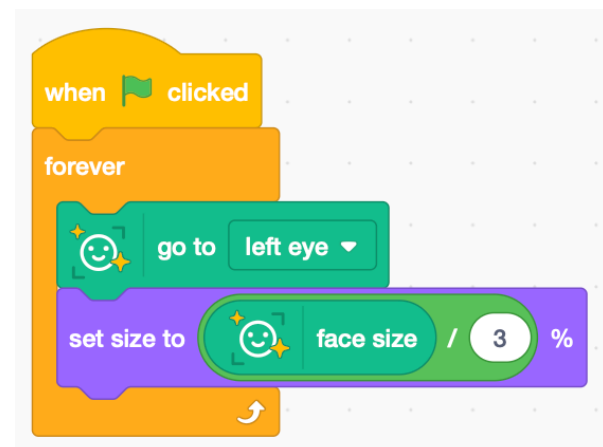 when clicked
forever
go to left eye
set size to face size / 3 %